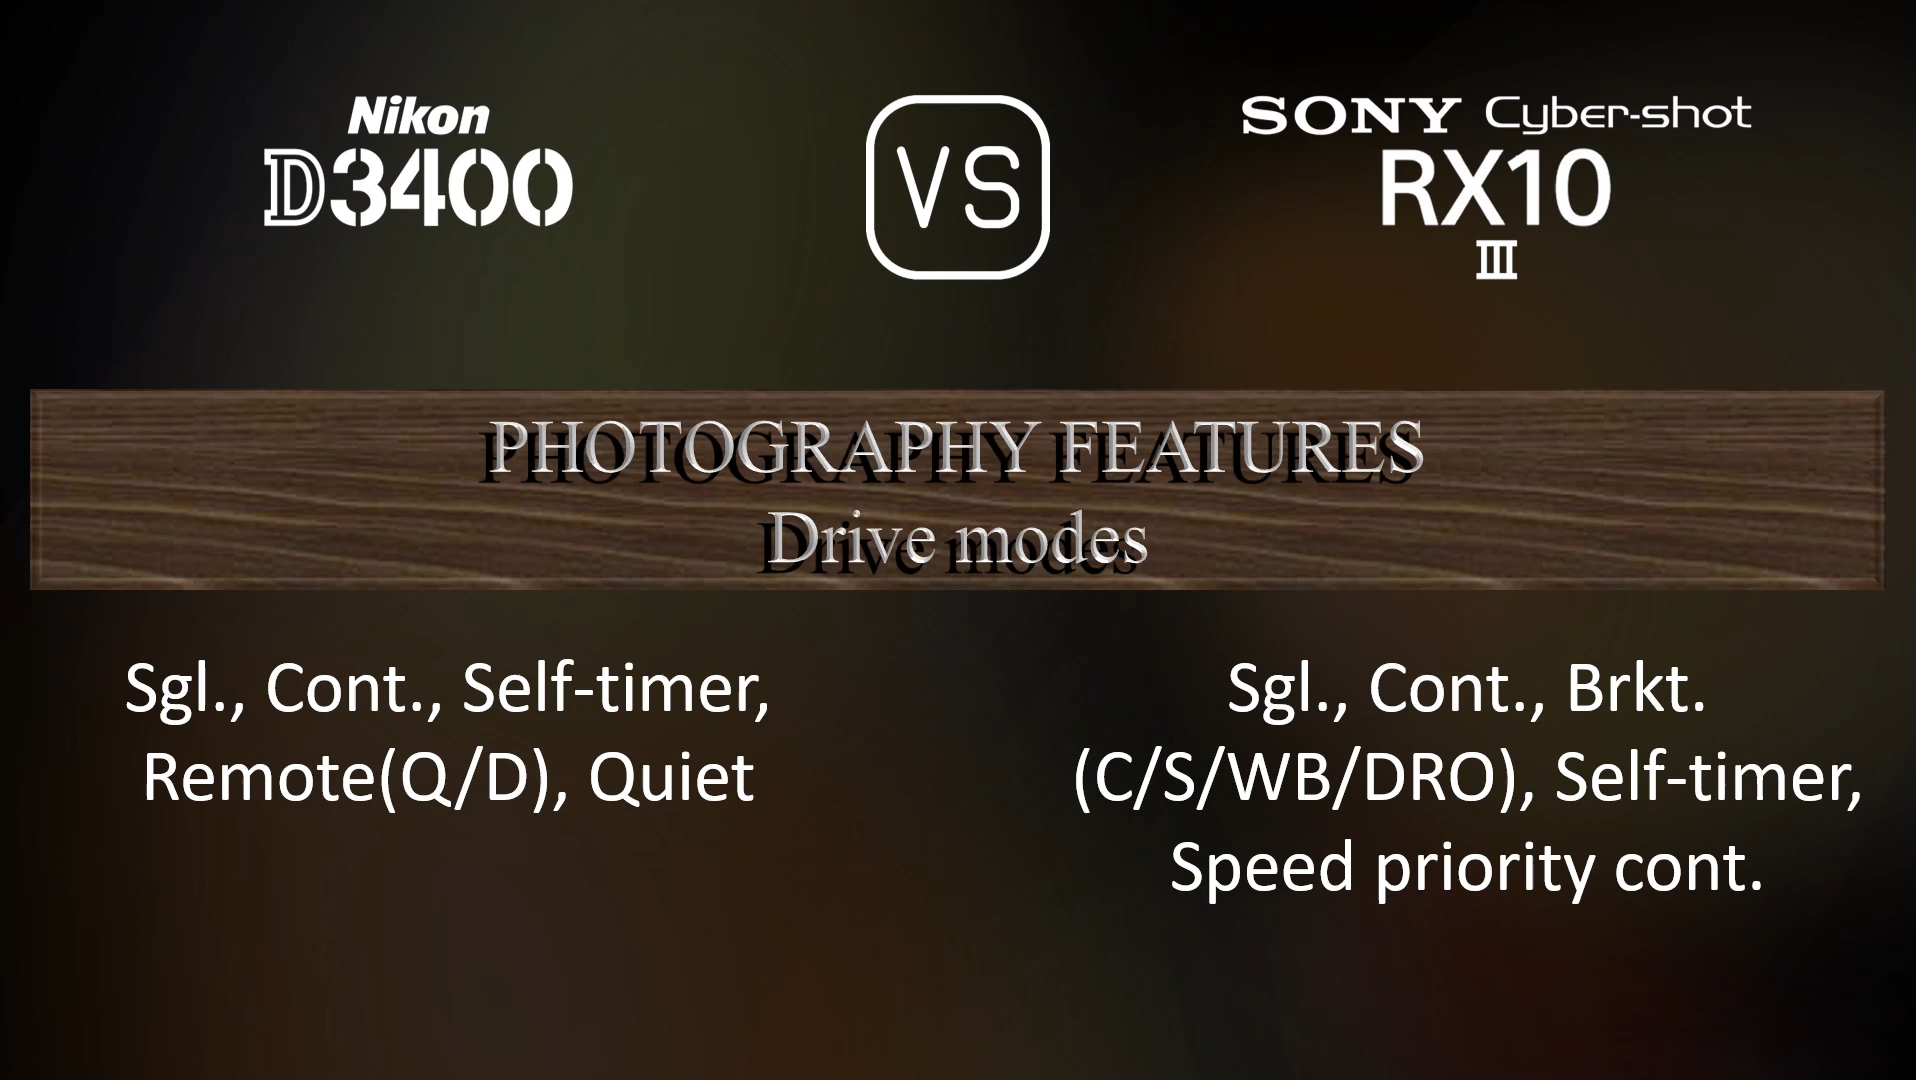 Nikon
D3400
VS
SONY Cyber-shot
RX10
III
PHOTOGRAPHY FEATURES
Drive modes
Sgl., Cont., Self-timer,
Remote(Q/D), Quiet
Sgl., Cont., Brkt.
(C/S/WB/DRO), Self-timer,
Speed priority cont.